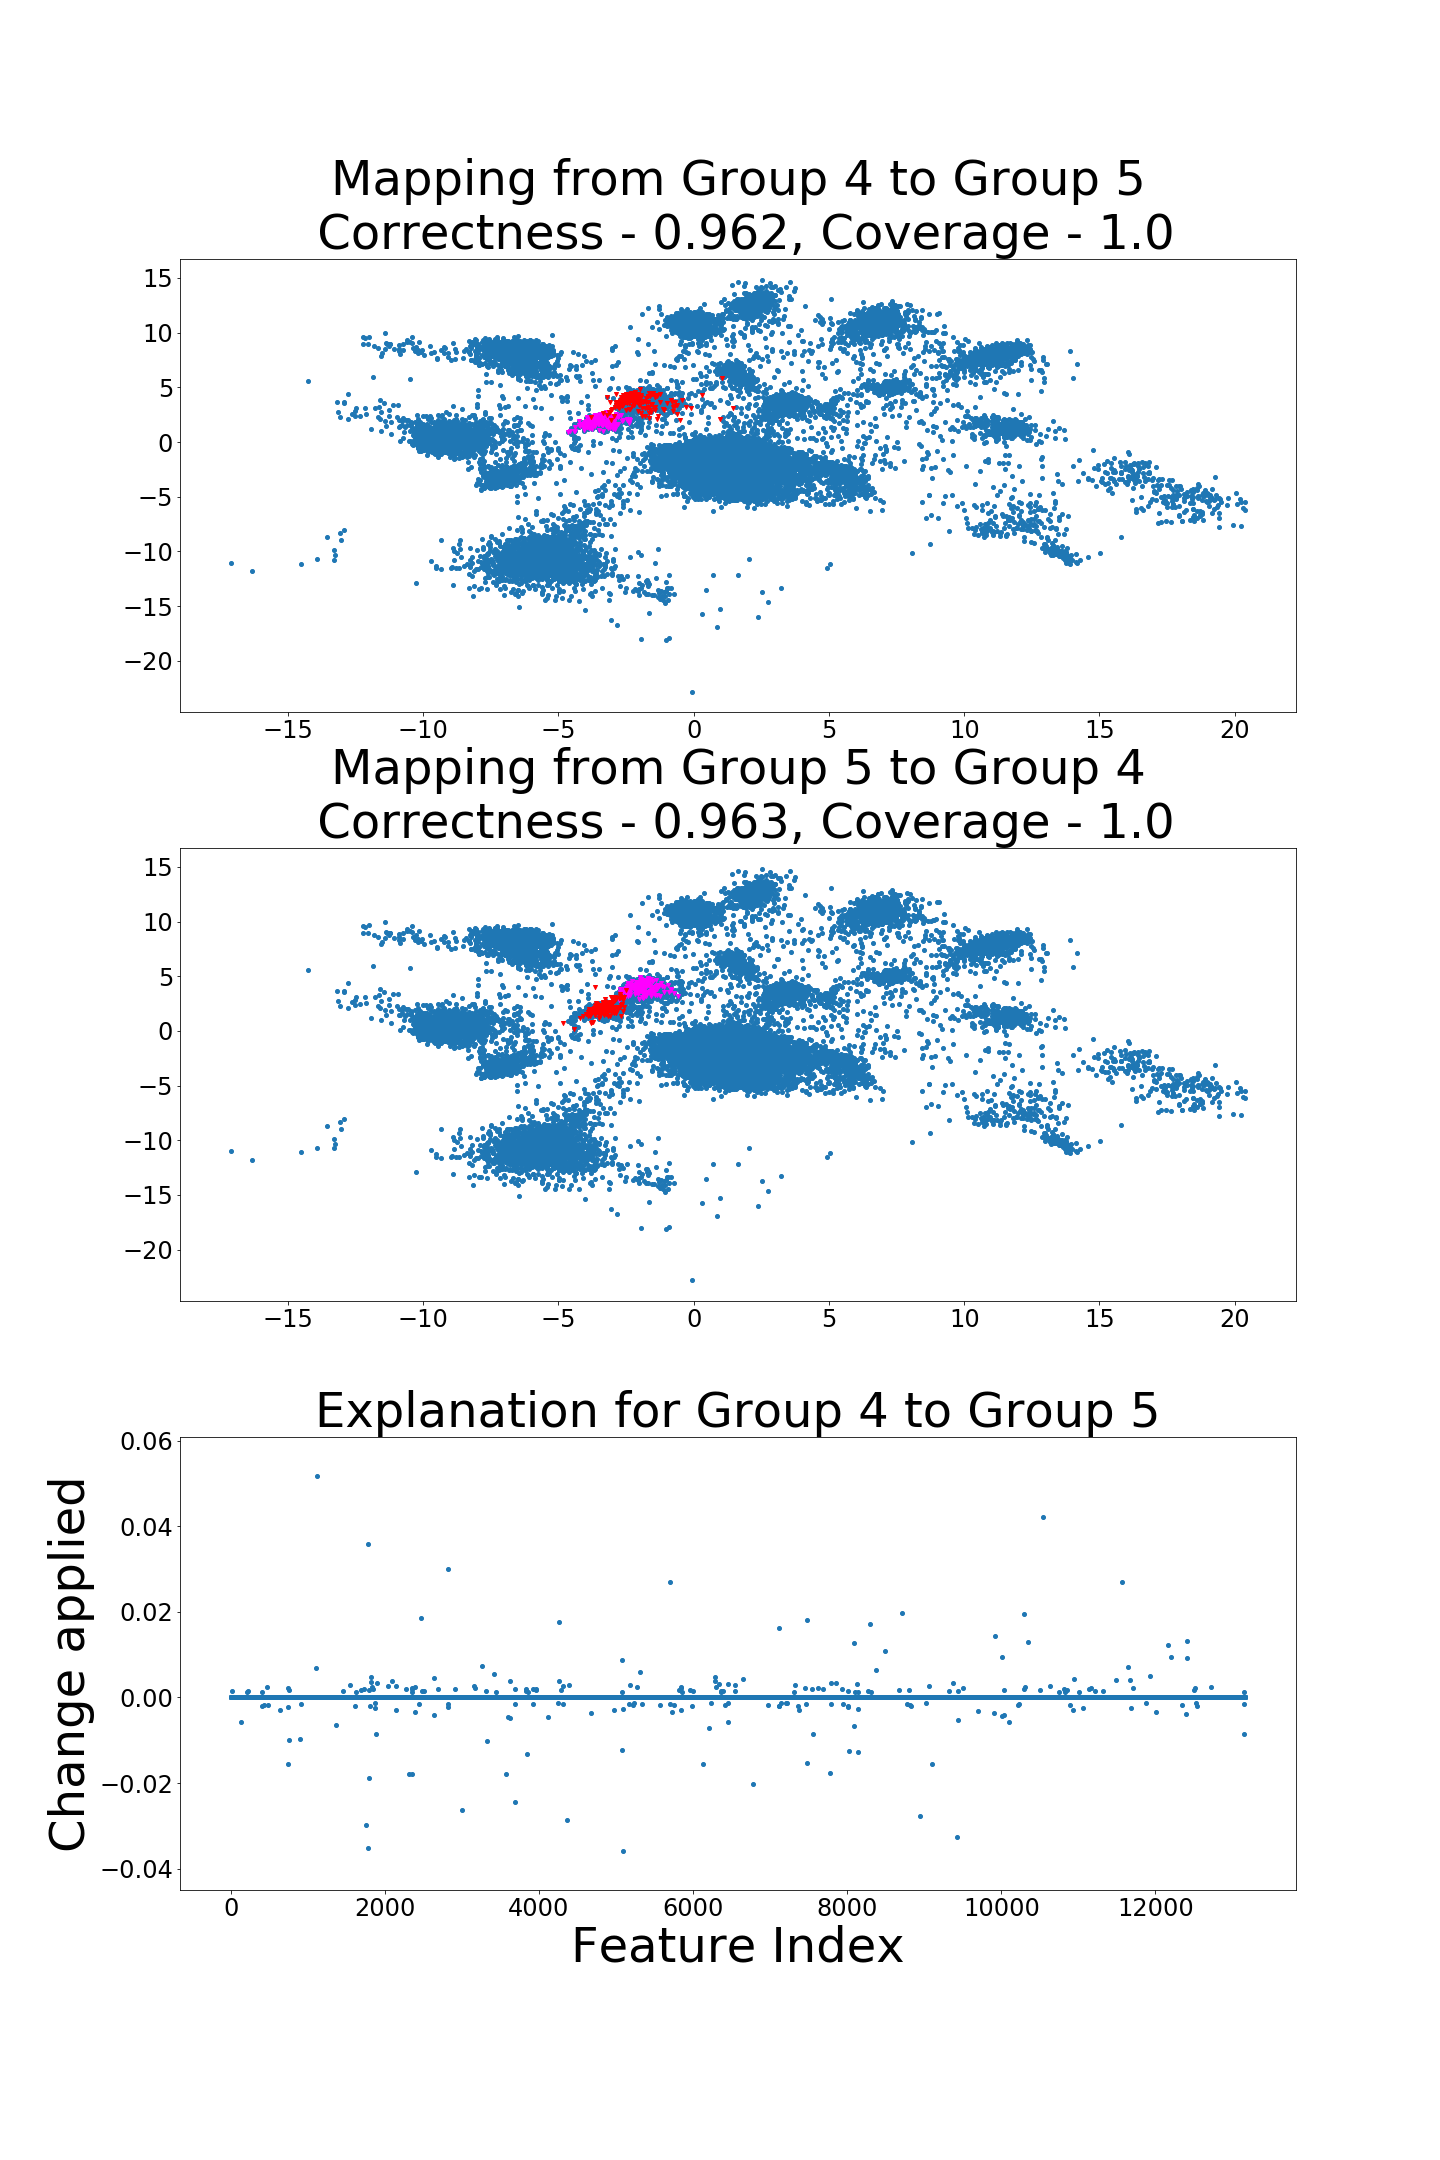 Mapping from Group 4 to Group 5
Correctness - 0.962, Coverage - 1.0
15
10
5
0
−5
−10
−15
−20
−15 −10 −5 0 5 10 15 20
Mapping from Group 5 to Group 4
Correctness - 0.963, Coverage - 1.0
15
10
5
0
−5
−10
−15
−20
−15 −10 −5 0 5 10 15 20
Explanation for Group 4 to Group 5
Change applied
0.06
0.04
0.02
0.00
−0.02
−0.04
0 2000 4000 6000 8000 10000 12000
Feature Index